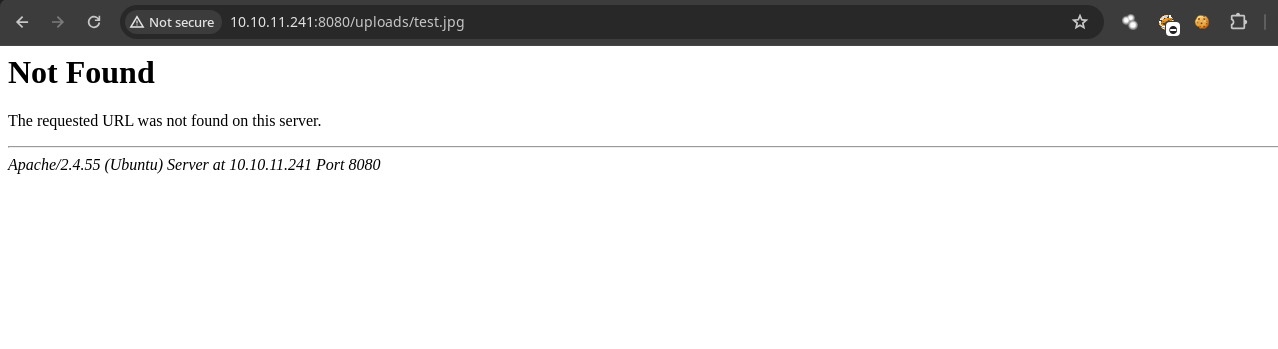 Not secure 10.10.11.241:8080/uploads/test.jpg
Not Found
The requested URL was not found on this server.
Apache/2.4.55 (Ubuntu) Server at 10.10.11.241 Port 8080